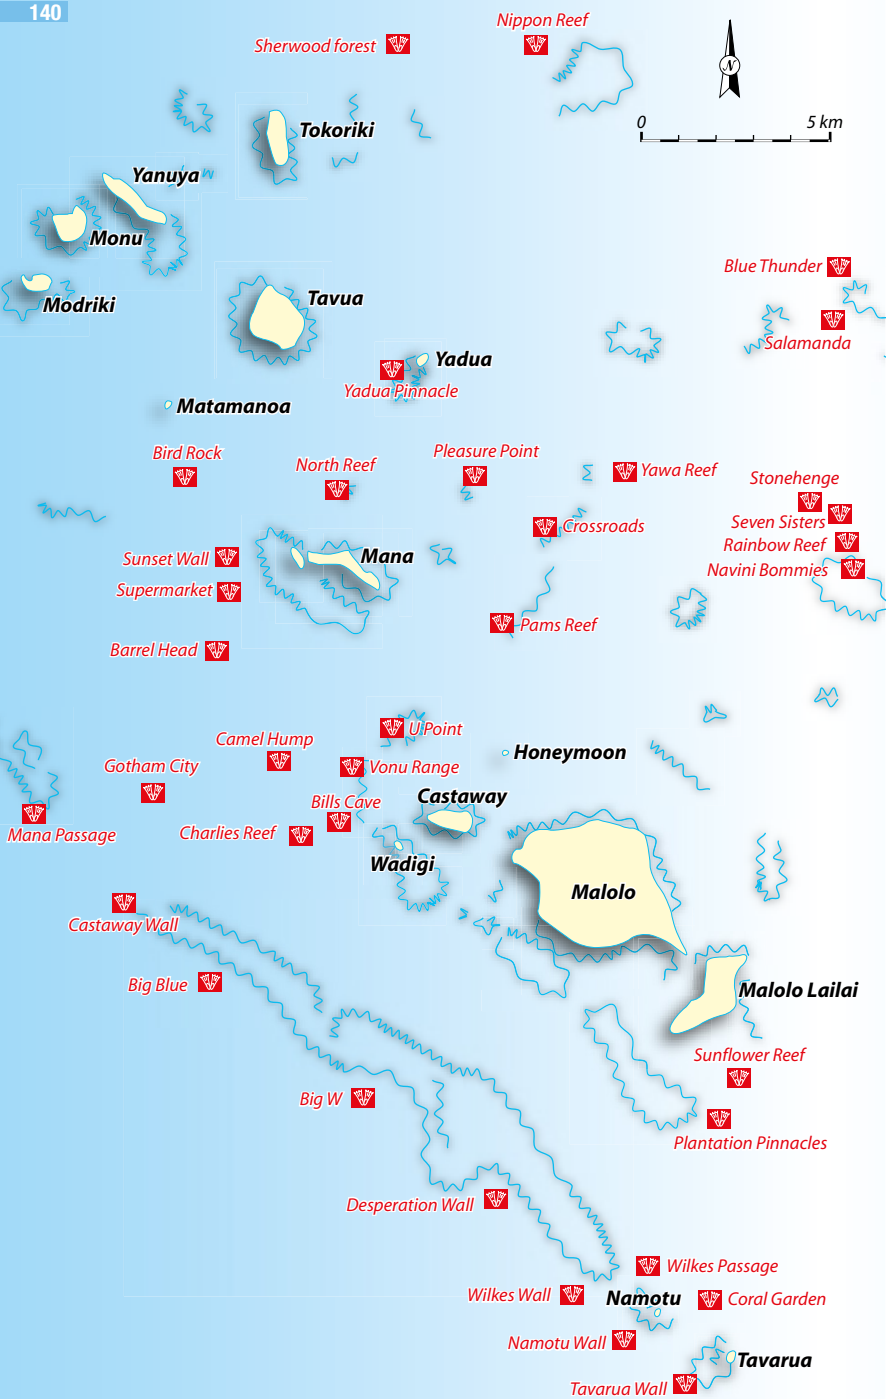 140
Nippon Reef
Sherwood forest
N
0 5 km
Tokoriki
Yanuya
Monu
Blue Thunder
Modriki
Tavua
Salamanda
Yadua
Yadua Pinnacle
Matamanoa
Bird Rock
North Reef
Pleasure Point
Yawa Reef
Stonehenge
Seven Sisters
Crossroads
Rainbow Reef
Sunset Wall
Mana
Navini Bommies
Supermarket
Pams Reef
Barrel Head
U Point
Camel Hump
Honeymoon
Gotham City
Vonu Range
Castaway
Bills Cave
Mana Passage
Charlies Reef
Wadigi
Malolo
Castaway Wall
Big Blue
Malolo Lailai
Sunflower Reef
Big W
Plantation Pinnacles
Desperation Wall
Wilkes Passage
Wilkes Wall
Namotu
Coral Garden
Namotu Wall
Tavarua
Tavarua Wall